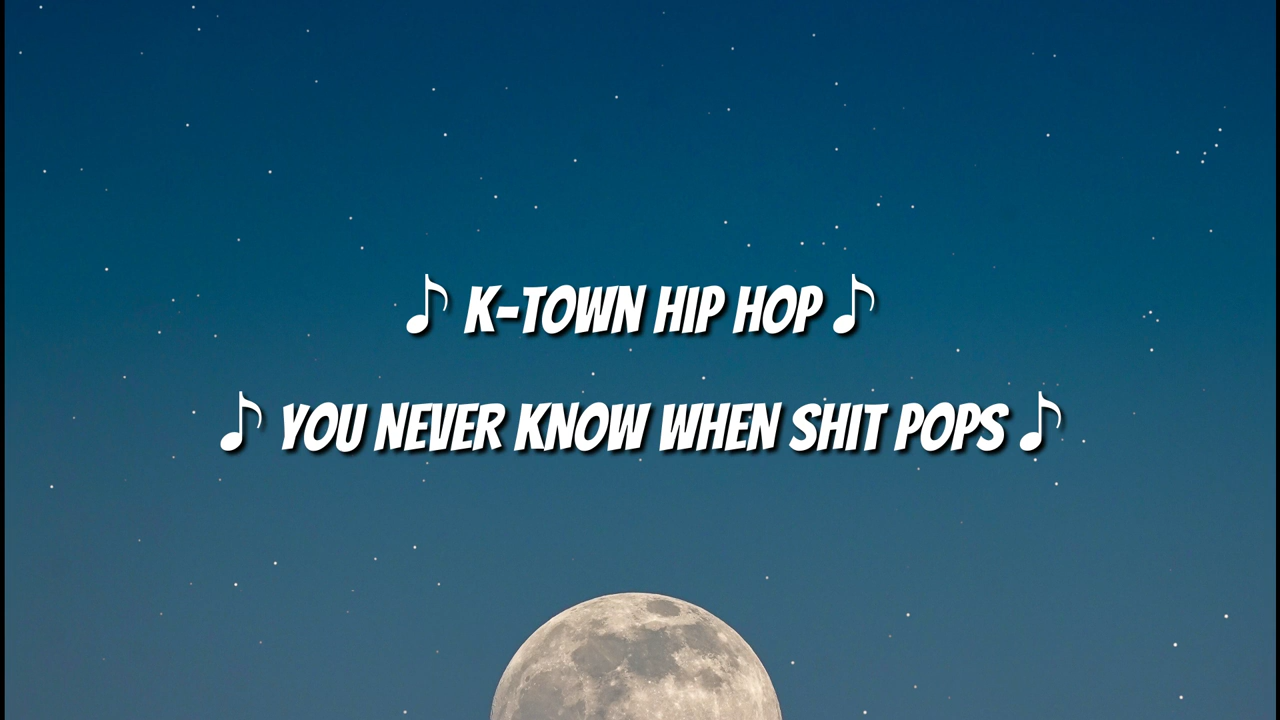 ♪ K-TOWN HIP HOP ♪
♪ YOU NEVER KNOW WHEN SHIT POPS ♪